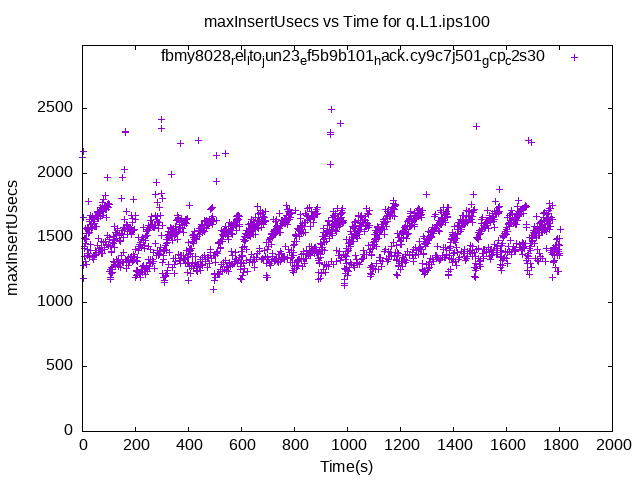 maxInsertUsecs vs Time for q.L1.ips100
fbmy8028relltojun23ef5b9b101hack.cy9c7j501gcpc2s30
2500
2000
1500
1000
500
0
maxInsertUsecs
0 200 400 600 800 1000 1200 1400 1600 1800 2000
Time(s)